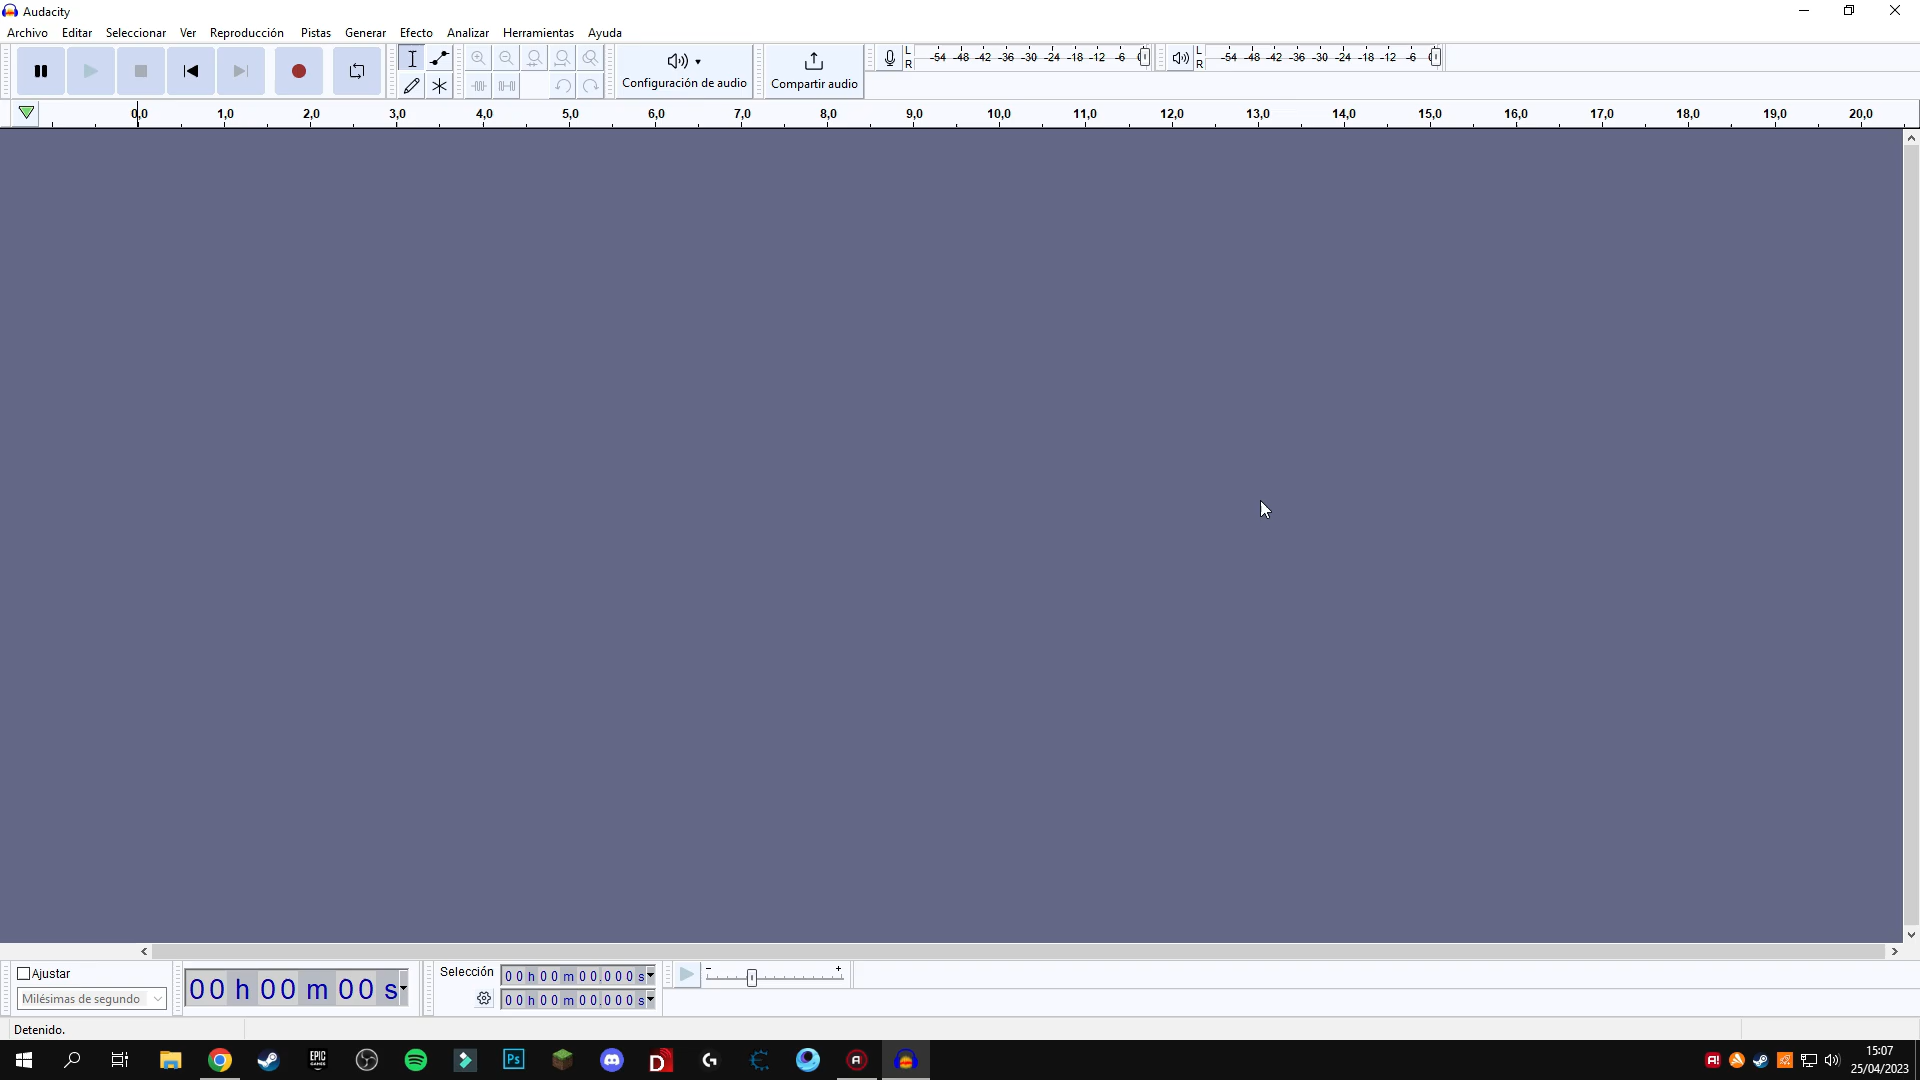 Audacity
Archivo Editar Seleccionar Ver Reproducción Pistas Generar Efecto Analizar Herramientas Ayuda
L -54 -48 -42 -36 -30 -24 -18 -12 -6 0 L -54 -48 -42 -36 -30 -24 -18 -12 -6 0
R R
Configuración de audio Compartir audio
0,0 1,0 2,0 3,0 4,0 5,0 6,0 7,0 8,0 9,0 10,0 11,0 12,0 13,0 14,0 15,0 16,0 17,0 18,0 19,0 20,0
Ajustar
Milésimas de segundo
00 h 00 m 00 s
Selección
00 h 00 m 00.000 s
00 h 00 m 00.000 s
- +
Detenido.
EPIC
GAMES
Ps
D
G
A
A!
15:07
25/04/2023